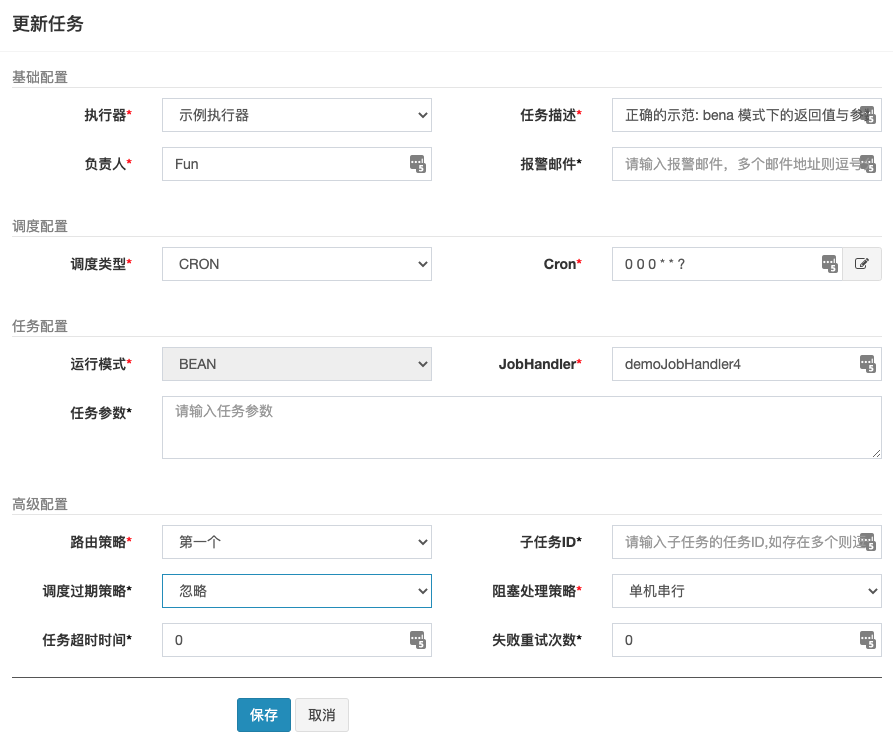 更新任务
基础配置
执行器* 示例执行器 任务描述* 正确的示范: bena 模式下的返回值与参
负责人* Fun 报警邮件* 请输入报警邮件，多个邮件地址则逗号
调度配置
调度类型* CRON Cron* 0 0 0 * * ?
任务配置
运行模式* BEAN JobHandler* demoJobHandler4
任务参数* 请输入任务参数
高级配置
路由策略* 第一个 子任务ID* 请输入子任务的任务ID,如存在多个则逗
调度过期策略* 忽略 阻塞处理策略* 单机串行
任务超时时间* 0 失败重试次数* 0
保存 取消